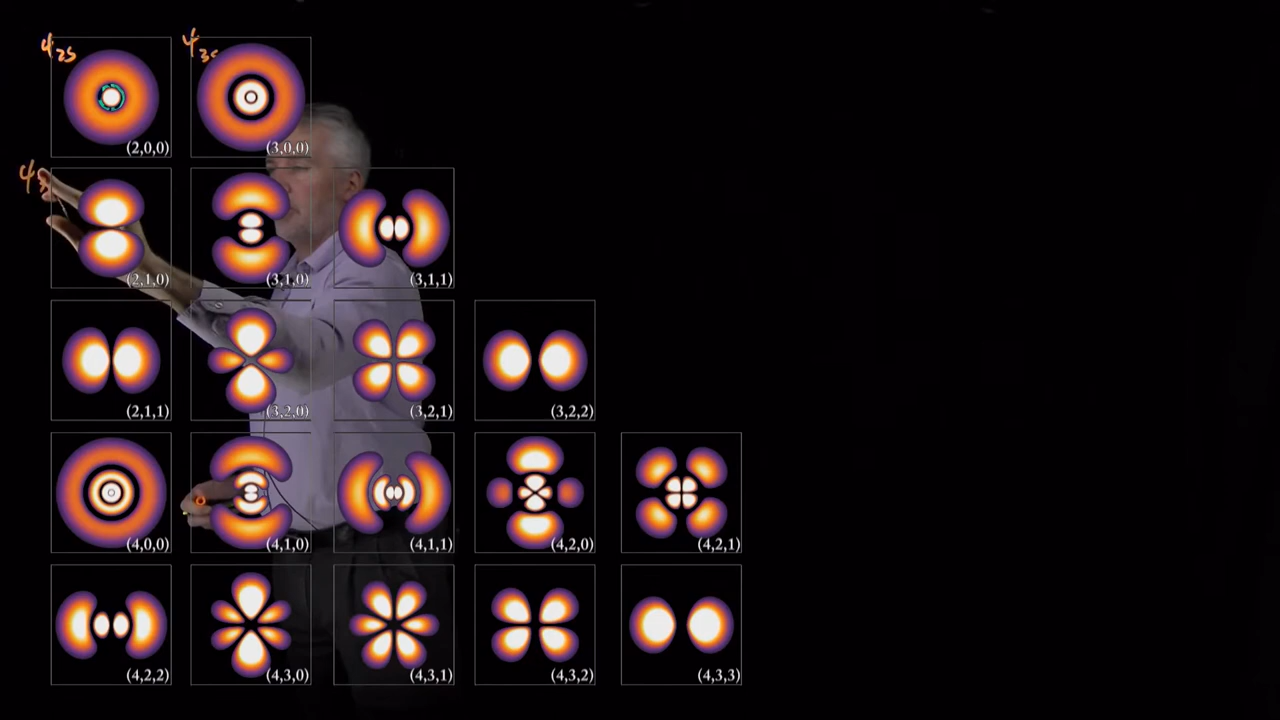 ψ2s ψ3s
(2,0,0) (3,0,0)
ψ
(2,1,0) (3,1,0) (3,1,1)
(2,1,1) (3,2,0) (3,2,1) (3,2,2)
(4,0,0) (4,1,0) (4,1,1) (4,2,0) (4,2,1)
(4,2,2) (4,3,0) (4,3,1) (4,3,2) (4,3,3)